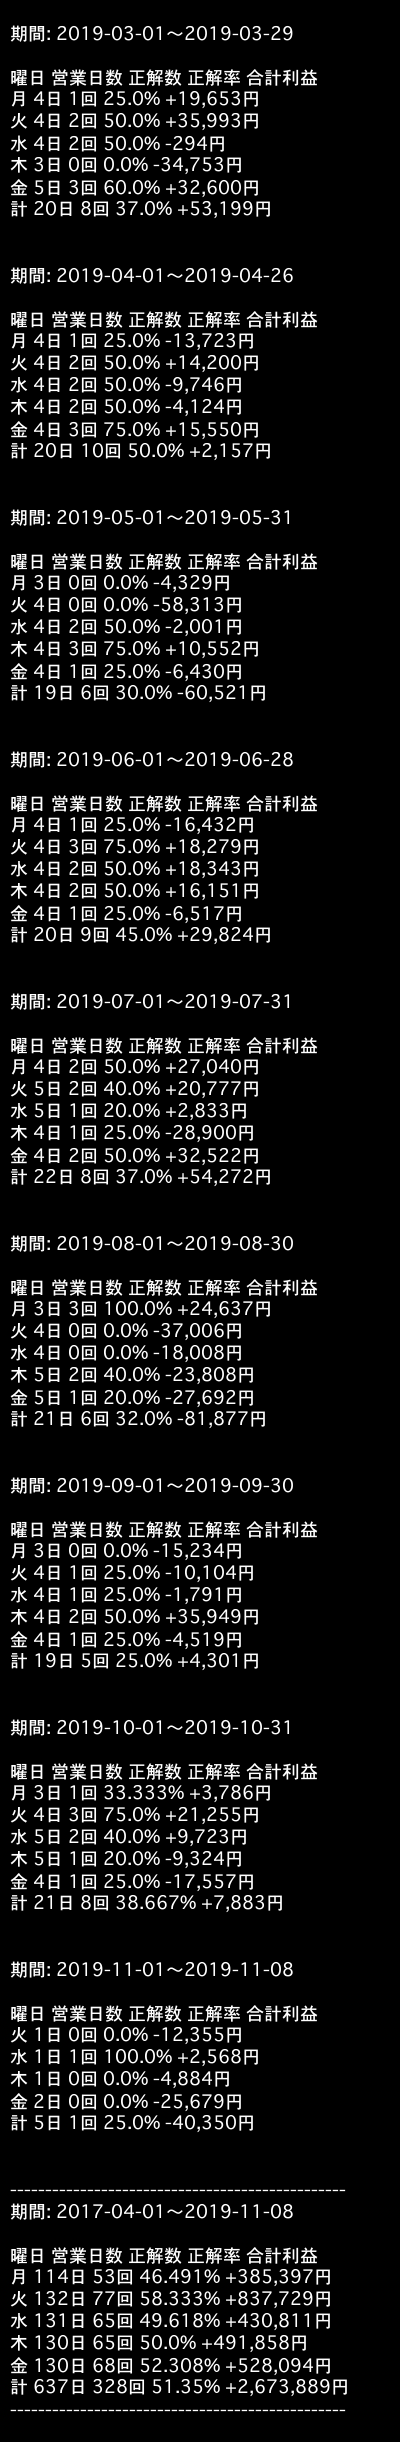 期間: 2019-03-01～2019-03-29
曜日 営業日数 正解数 正解率 合計利益
月 4日 1回 25.0% +19,653円
火 4日 2回 50.0% +35,993円
水 4日 2回 50.0% -294円
木 3日 0回 0.0% -34,753円
金 5日 3回 60.0% +32,600円
計 20日 8回 37.0% +53,199円
期間: 2019-04-01～2019-04-26
曜日 営業日数 正解数 正解率 合計利益
月 4日 1回 25.0% -13,723円
火 4日 2回 50.0% +14,200円
水 4日 2回 50.0% -9,746円
木 4日 2回 50.0% -4,124円
金 4日 3回 75.0% +15,550円
計 20日 10回 50.0% +2,157円
期間: 2019-05-01～2019-05-31
曜日 営業日数 正解数 正解率 合計利益
月 3日 0回 0.0% -4,329円
火 4日 0回 0.0% -58,313円
水 4日 2回 50.0% -2,001円
木 4日 3回 75.0% +10,552円
金 4日 1回 25.0% -6,430円
計 19日 6回 30.0% -60,521円
期間: 2019-06-01～2019-06-28
曜日 営業日数 正解数 正解率 合計利益
月 4日 1回 25.0% -16,432円
火 4日 3回 75.0% +18,279円
水 4日 2回 50.0% +18,343円
木 4日 2回 50.0% +16,151円
金 4日 1回 25.0% -6,517円
計 20日 9回 45.0% +29,824円
期間: 2019-07-01～2019-07-31
曜日 営業日数 正解数 正解率 合計利益
月 4日 2回 50.0% +27,040円
火 5日 2回 40.0% +20,777円
水 5日 1回 20.0% +2,833円
木 4日 1回 25.0% -28,900円
金 4日 2回 50.0% +32,522円
計 22日 8回 37.0% +54,272円
期間: 2019-08-01～2019-08-30
曜日 営業日数 正解数 正解率 合計利益
月 3日 3回 100.0% +24,637円
火 4日 0回 0.0% -37,006円
水 4日 0回 0.0% -18,008円
木 5日 2回 40.0% -23,808円
金 5日 1回 20.0% -27,692円
計 21日 6回 32.0% -81,877円
期間: 2019-09-01～2019-09-30
曜日 営業日数 正解数 正解率 合計利益
月 3日 0回 0.0% -15,234円
火 4日 1回 25.0% -10,104円
水 4日 1回 25.0% -1,791円
木 4日 2回 50.0% +35,949円
金 4日 1回 25.0% -4,519円
計 19日 5回 25.0% +4,301円
期間: 2019-10-01～2019-10-31
曜日 営業日数 正解数 正解率 合計利益
月 3日 1回 33.333% +3,786円
火 4日 3回 75.0% +21,255円
水 5日 2回 40.0% +9,723円
木 5日 1回 20.0% -9,324円
金 4日 1回 25.0% -17,557円
計 21日 8回 38.667% +7,883円
期間: 2019-11-01～2019-11-08
曜日 営業日数 正解数 正解率 合計利益
火 1日 0回 0.0% -12,355円
水 1日 1回 100.0% +2,568円
木 1日 0回 0.0% -4,884円
金 2日 0回 0.0% -25,679円
計 5日 1回 25.0% -40,350円
------------------------------------------------
期間: 2017-04-01～2019-11-08
曜日 営業日数 正解数 正解率 合計利益
月 114日 53回 46.491% +385,397円
火 132日 77回 58.333% +837,729円
水 131日 65回 49.618% +430,811円
木 130日 65回 50.0% +491,858円
金 130日 68回 52.308% +528,094円
計 637日 328回 51.35% +2,673,889円
------------------------------------------------